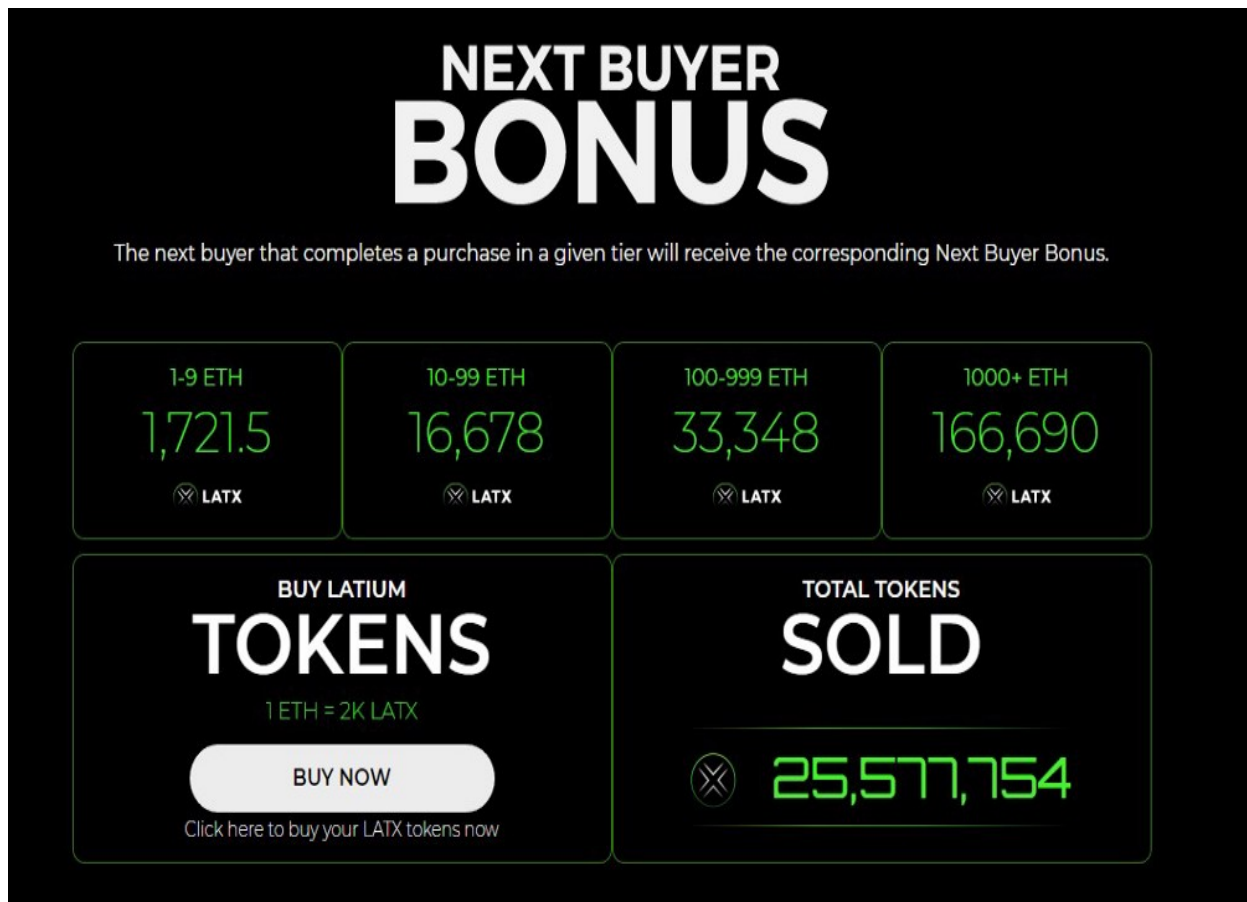 NEXT BUYER
BONUS
The next buyer that completes a purchase in a given tier will receive the corresponding Next Buyer Bonus.
1-9 ETH
1,721.5
LATX
10-99 ETH
16,678
LATX
100-999 ETH
33,348
LATX
1000+ ETH
166,690
LATX
BUY LATIUM
TOKENS
1 ETH = 2K LATX
BUY NOW
Click here to buy your LATX tokens now
TOTAL TOKENS
SOLD
25,577,754